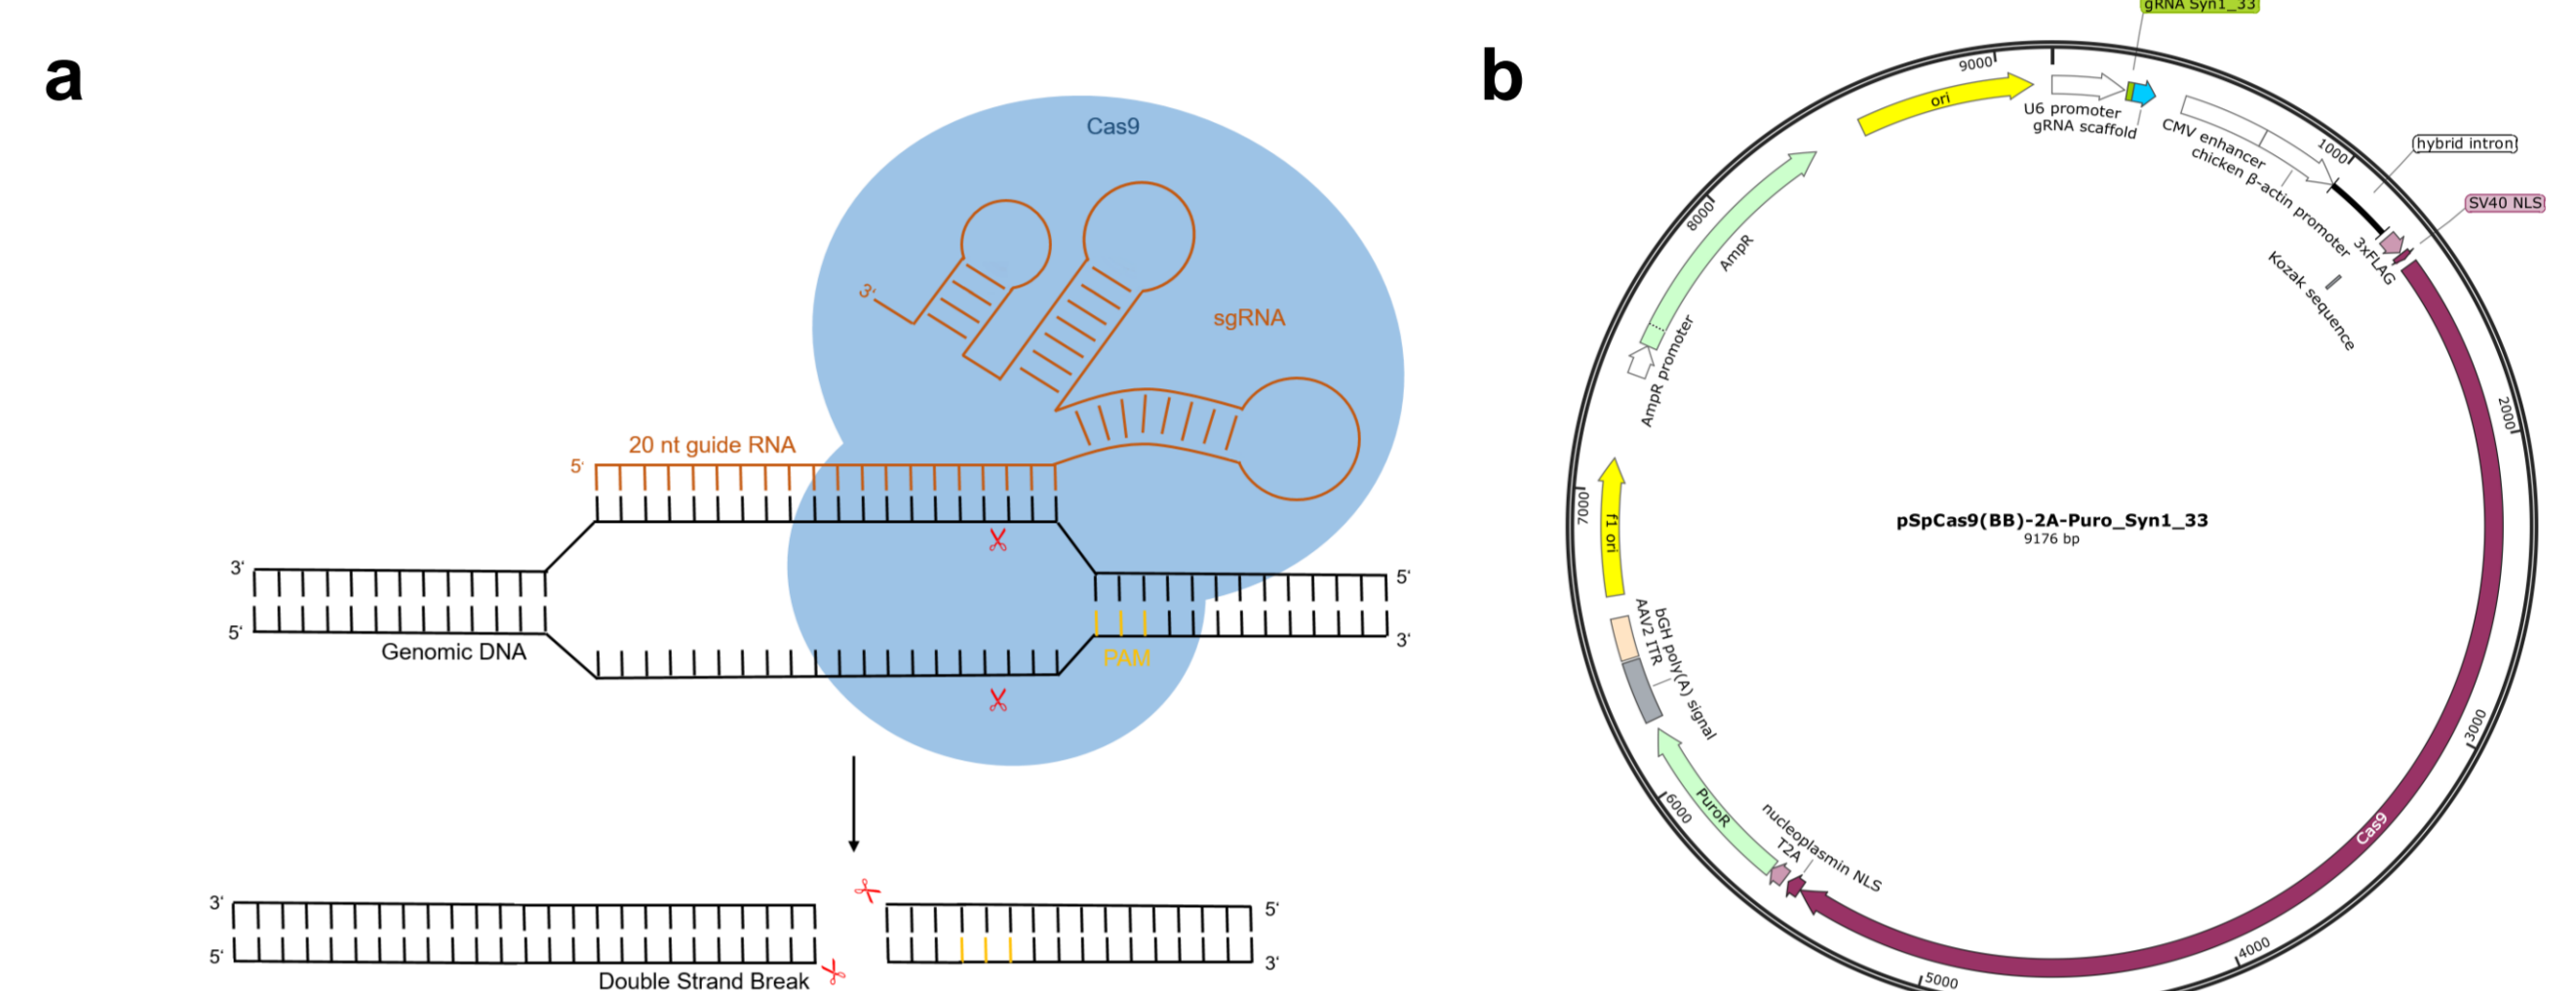 a
Cas9
3‘
sgRNA
20 nt guide RNA
5‘
3‘
5‘
5‘
3‘
Genomic DNA
PAM
3‘
5‘
5‘
3‘
Double Strand Break
b
gRNA Syn1_33
9000
ori
U6 promoter
gRNA scaffold
CMV enhancer
chicken β-actin promoter
1000
hybrid intron
SV40 NLS
3xFLAG
Kozak sequence
8000
AmpR
AmpR promoter
2000
7000
f1 ori
pSpCas9(BB)-2A-Puro_Syn1_33
9176 bp
AAV2 ITR
bGH poly(A) signal
3000
6000
PuroR
nucleoplasmin NLS
T2A
Cas9
4000
5000